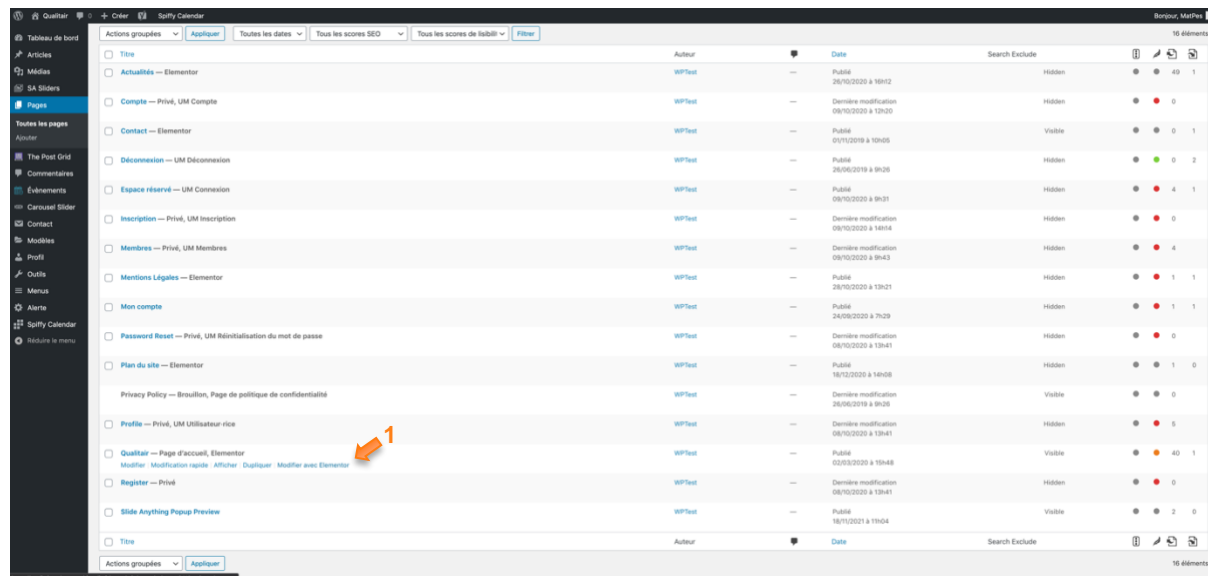 Qualitair 0 + Créer Spiffy Calendar Bonjour, MatPes
Tableau de bord
Articles
Médias
SA Sliders
Pages
Toutes les pages
Ajouter
The Post Grid
Commentaires
Évènements
Carousel Slider
Contact
Modèles
Profil
Outils
Menus
Alerte
Spiffy Calendar
Réduire le menu
Actions groupées Appliquer Toutes les dates Tous les scores SEO Tous les scores de lisibili Filtrer 16 éléments
Titre Auteur Date Search Exclude
Actualités — Elementor WPTest — Publié Hidden 49 1
26/10/2020 à 16h12
Compte — Privé, UM Compte WPTest — Dernière modification Hidden 0
09/10/2020 à 12h20
Contact — Elementor WPTest — Publié Visible 0 1
01/11/2019 à 10h05
Déconnexion — UM Déconnexion WPTest — Publié Hidden 0 2
26/06/2019 à 9h26
Espace réservé — UM Connexion WPTest — Publié Hidden 4 1
09/10/2020 à 9h31
Inscription — Privé, UM Inscription WPTest — Dernière modification Hidden 0
09/10/2020 à 14h14
Membres — Privé, UM Membres WPTest — Dernière modification Hidden 4
09/10/2020 à 9h43
Mentions Légales — Elementor WPTest — Publié Hidden 1 1
28/10/2020 à 13h21
Mon compte WPTest — Publié Hidden 1 1
24/09/2020 à 7h29
Password Reset — Privé, UM Réinitialisation du mot de passe WPTest — Dernière modification Hidden 0
08/10/2020 à 13h41
Plan du site — Elementor WPTest — Publié Hidden 1 0
18/12/2020 à 14h08
Privacy Policy — Brouillon, Page de politique de confidentialité WPTest — Dernière modification Visible 0
26/06/2019 à 9h26
Profile — Privé, UM Utilisateur·rice WPTest — Dernière modification Hidden 5
08/10/2020 à 13h41
1
Qualitair — Page d'accueil, Elementor WPTest — Publié Visible 40 1
Modifier | Modification rapide | Afficher | Dupliquer | Modifier avec Elementor 02/03/2020 à 15h48
Register — Privé WPTest — Dernière modification Hidden 0
08/10/2020 à 13h41
Slide Anything Popup Preview WPTest — Publié Visible 2 0
18/11/2021 à 11h04
Titre Auteur Date Search Exclude
Actions groupées Appliquer 16 éléments